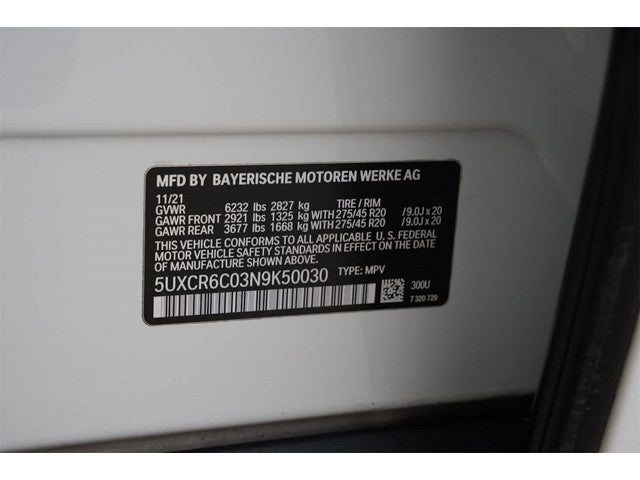 MFD BY BAYERISCHE MOTOREN WERKE AG
11/21
GVWR 6232 lbs 2827 kg TIRE / RIM
GAWR FRONT 2921 lbs 1325 kg WITH 275/45 R20 /9.0J x 20
GAWR REAR 3677 lbs 1668 kg WITH 275/45 R20 /9.0J x 20
THIS VEHICLE CONFORMS TO ALL APPLICABLE U. S. FEDERAL
MOTOR VEHICLE SAFETY STANDARDS IN EFFECT ON THE
DATE OF MANUFACTURE SHOWN ABOVE.
5UXCR6C03N9K50030 TYPE: MPV 300U
7 320 729